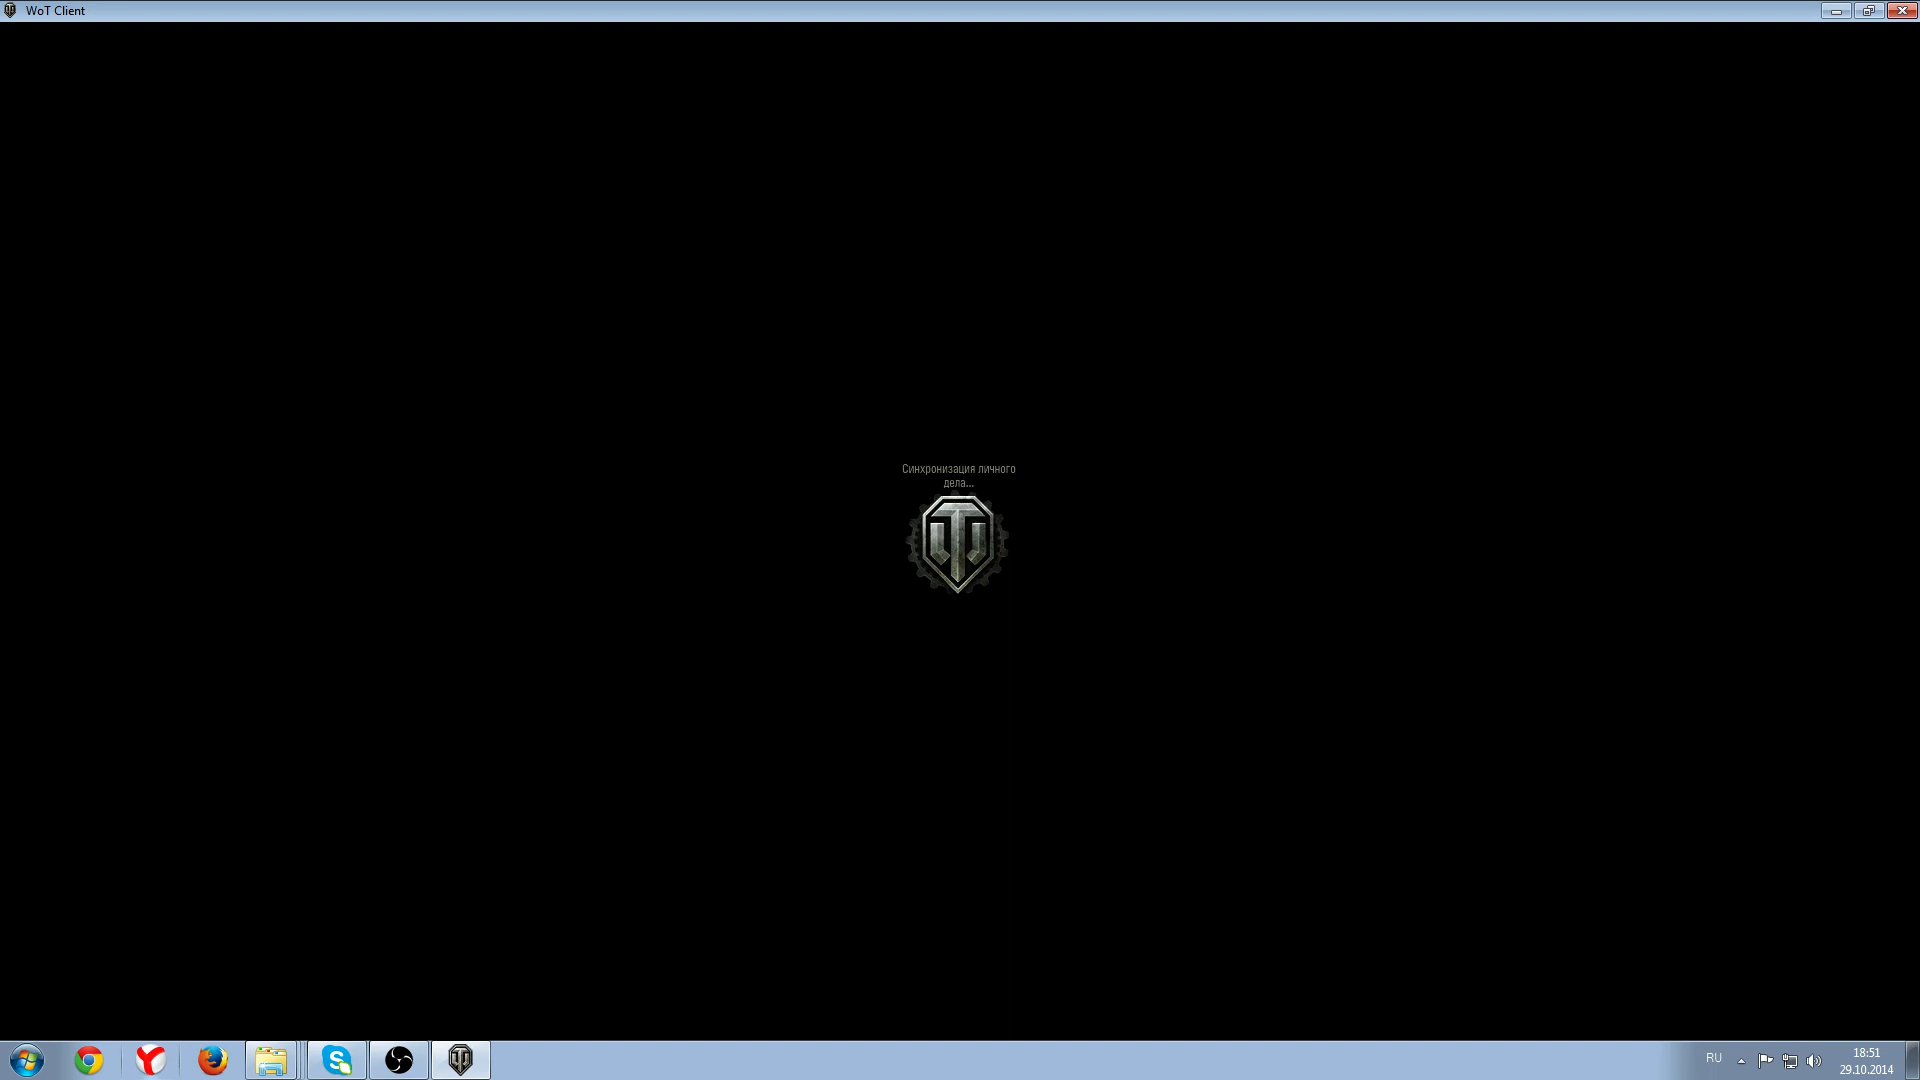 WoT Client
Синхронизация личного
дела...
RU
18:51
29.10.2014